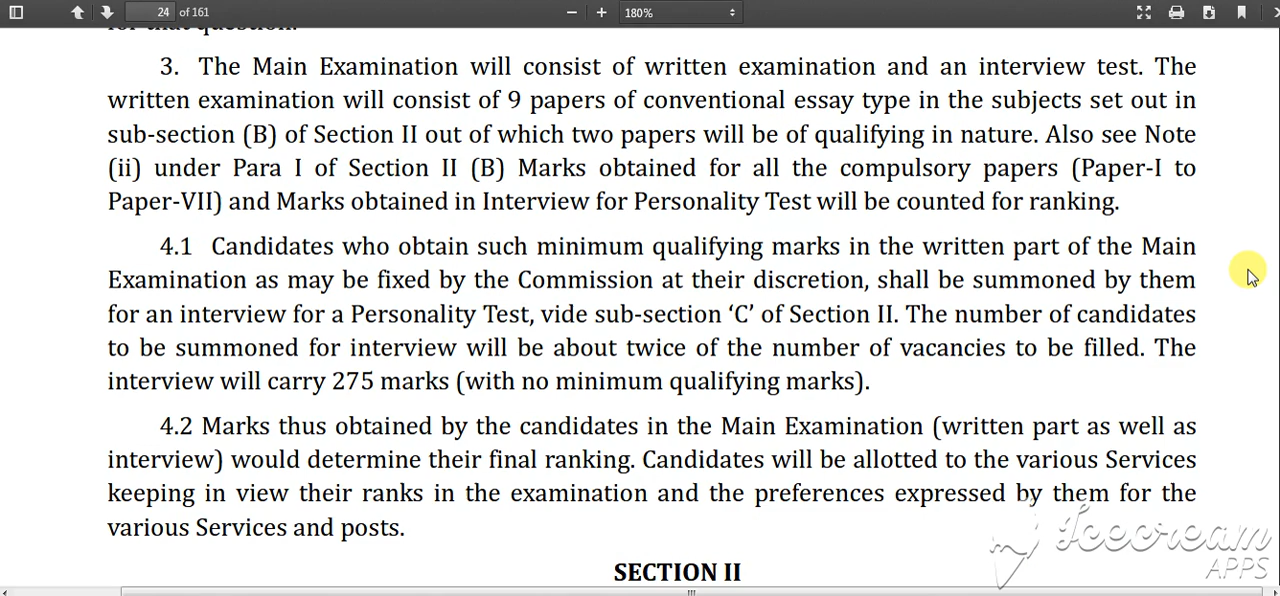 24 of 161
180%
for that question.
3. The Main Examination will consist of written examination and an interview test. The
written examination will consist of 9 papers of conventional essay type in the subjects set out in
sub-section (B) of Section II out of which two papers will be of qualifying in nature. Also see Note
(ii) under Para I of Section II (B) Marks obtained for all the compulsory papers (Paper-I to
Paper-VII) and Marks obtained in Interview for Personality Test will be counted for ranking.
4.1 Candidates who obtain such minimum qualifying marks in the written part of the Main
Examination as may be fixed by the Commission at their discretion, shall be summoned by them
for an interview for a Personality Test, vide sub-section ‘C’ of Section II. The number of candidates
to be summoned for interview will be about twice of the number of vacancies to be filled. The
interview will carry 275 marks (with no minimum qualifying marks).
4.2 Marks thus obtained by the candidates in the Main Examination (written part as well as
interview) would determine their final ranking. Candidates will be allotted to the various Services
keeping in view their ranks in the examination and the preferences expressed by them for the
various Services and posts.
Icecream
APPS
SECTION II